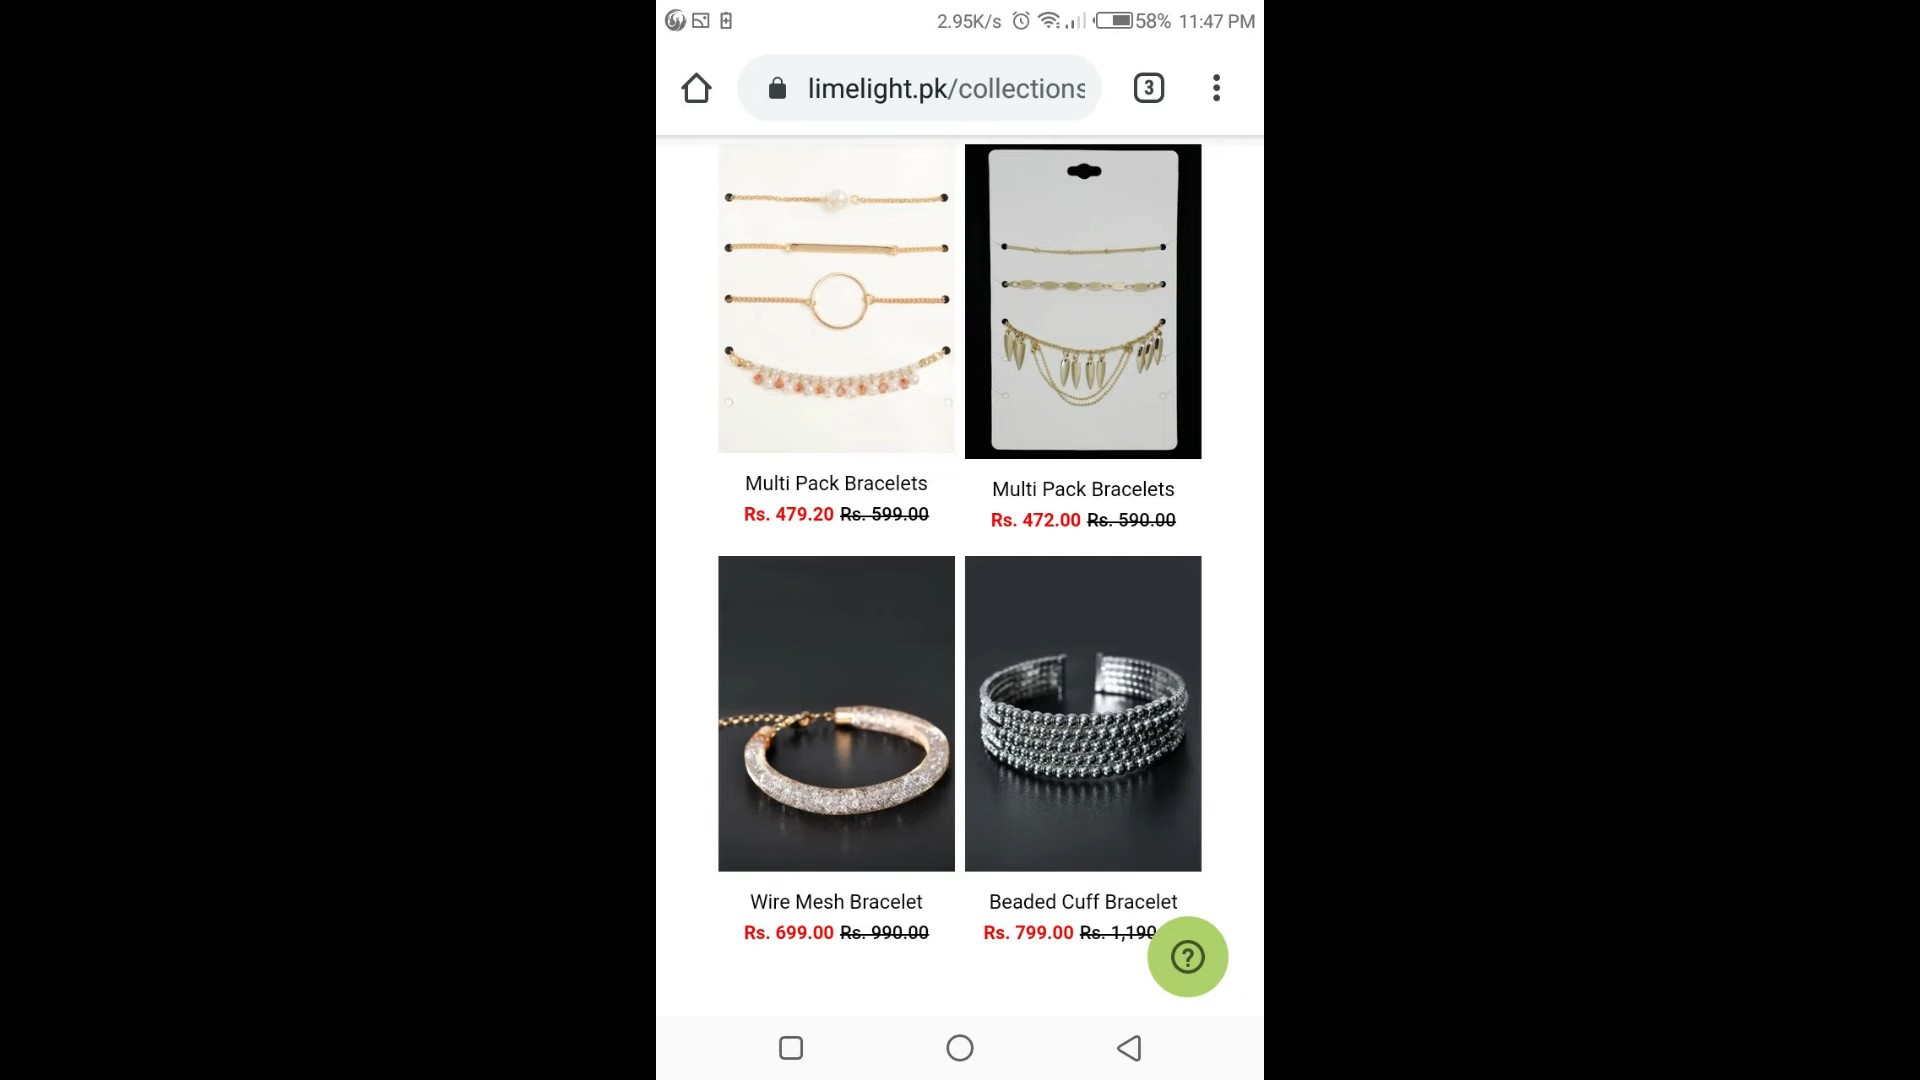 2.95K/s 58% 11:47 PM
limelight.pk/collections
3
Multi Pack Bracelets
Rs. 479.20 Rs. 599.00
Multi Pack Bracelets
Rs. 472.00 Rs. 590.00
Wire Mesh Bracelet
Rs. 699.00 Rs. 990.00
Beaded Cuff Bracelet
Rs. 799.00 Rs. 1,190
?